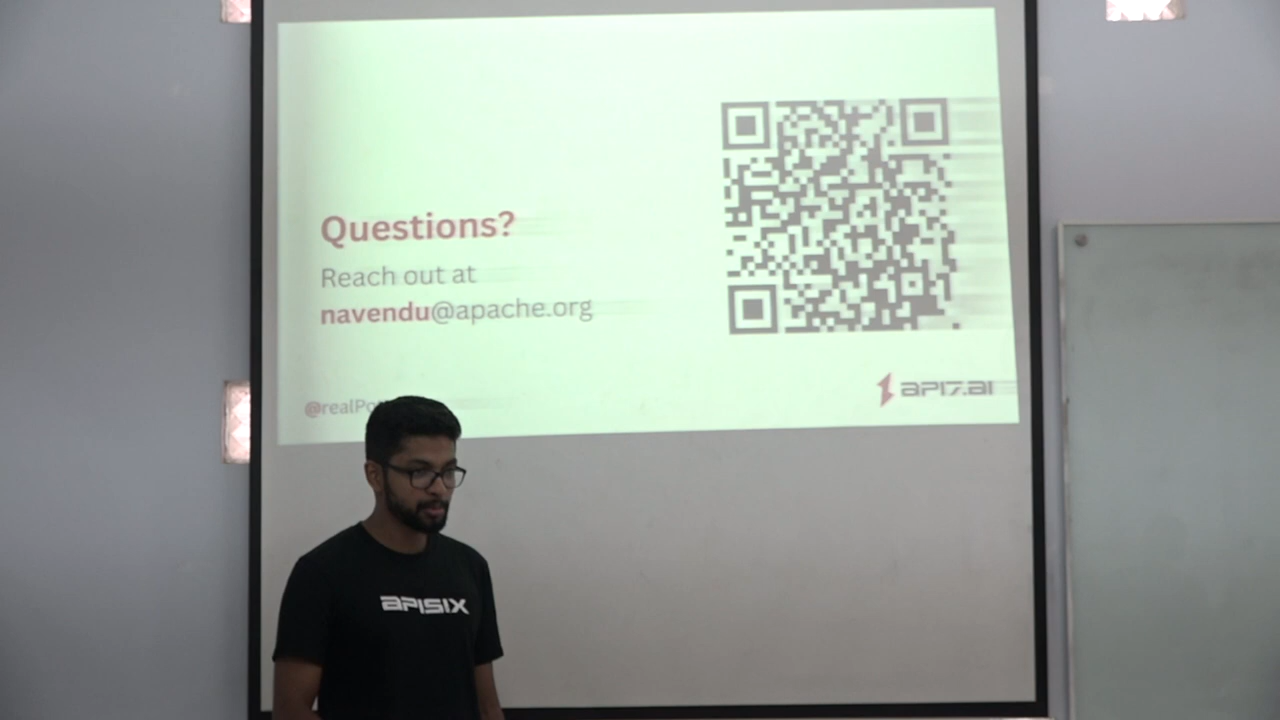 Questions?
Reach out at
navendu@apache.org
API7.ai
APISIX